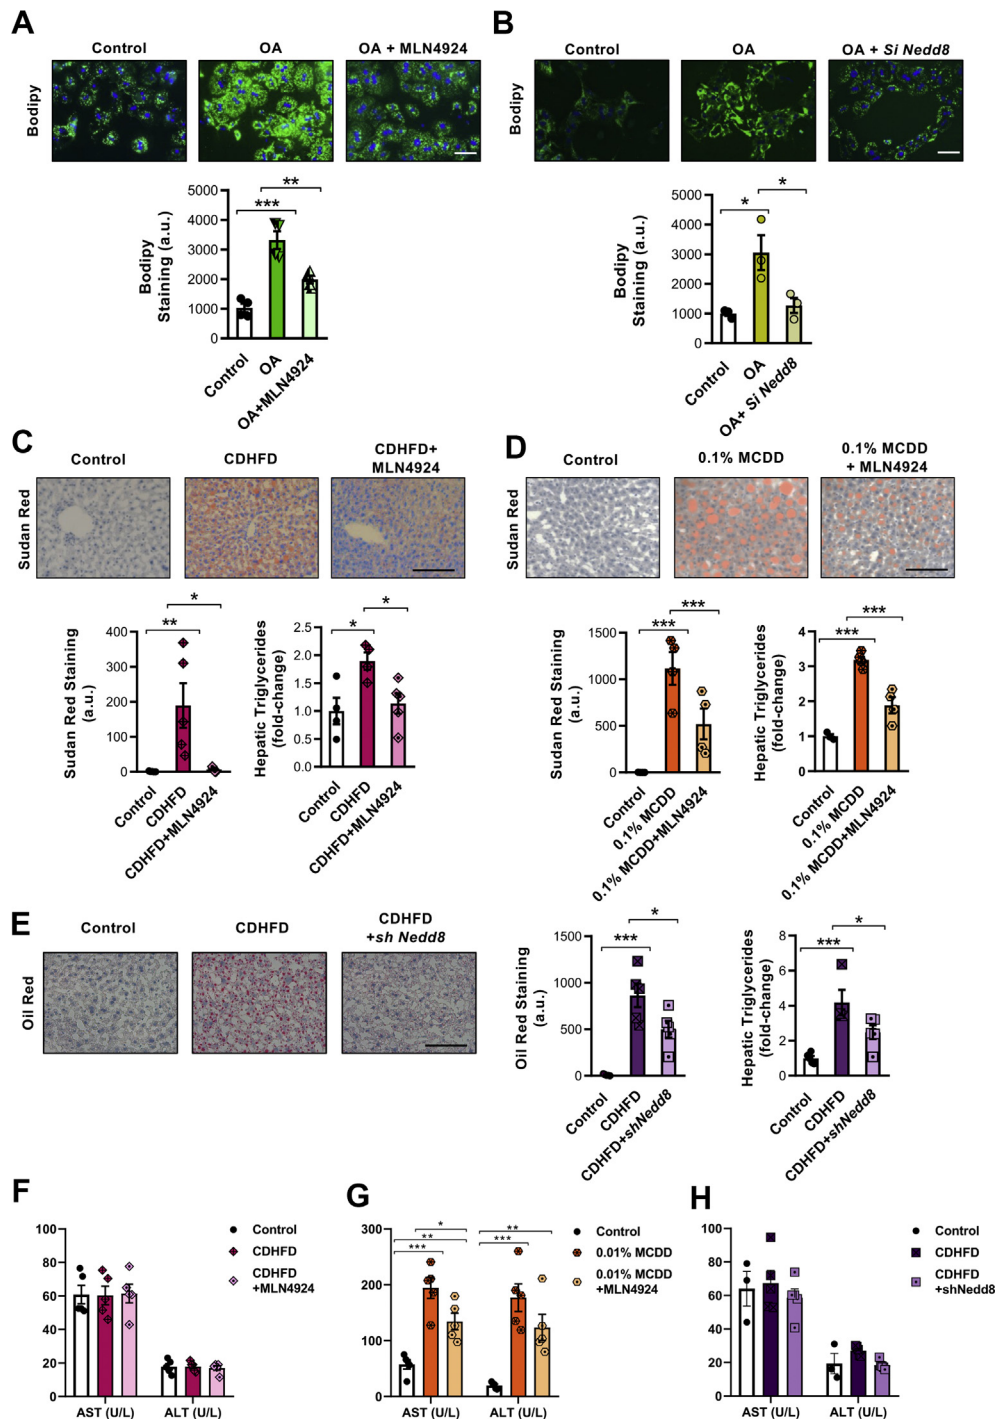 A
Control
OA
OA + MLN4924
Bodipy
***
**
Bodipy
Staining (a.u.)
5000
4000
3000
2000
1000
0
Control
OA
OA+MLN4924
B
Control
OA
OA + Si Nedd8
Bodipy
*
*
Bodipy
Staining (a.u.)
5000
4000
3000
2000
1000
0
Control
OA
OA+ Si Nedd8
C
Control
CDHFD
CDHFD+
MLN4924
Sudan Red
*
**
Sudan Red Staining
(a.u.)
400
300
200
100
0
Control
CDHFD
CDHFD+MLN4924
*
*
Hepatic Triglycerides
(fold-change)
2.5
2.0
1.5
1.0
0.5
0.0
Control
CDHFD
CDHFD+MLN4924
D
Control
0.1% MCDD
0.1% MCDD
+ MLN4924
Sudan Red
***
***
Sudan Red Staining
(a.u.)
1500
1000
500
0
Control
0.1% MCDD
0.1% MCDD+MLN4924
***
***
Hepatic Triglycerides
(fold-change)
4
3
2
1
0
Control
0.1% MCDD
0.1% MCDD+MLN4924
E
Control
CDHFD
CDHFD
+sh Nedd8
Oil Red
*
***
Oil Red Staining
(a.u.)
1500
1000
500
0
Control
CDHFD
CDHFD+shNedd8
*
***
Hepatic Triglycerides
(fold-change)
8
6
4
2
0
Control
CDHFD
CDHFD+shNedd8
F
100
80
60
40
20
0
AST (U/L)
ALT (U/L)
Control
CDHFD
CDHFD
+MLN4924
G
300
200
100
0
*
**
***
**
***
AST (U/L)
ALT (U/L)
Control
0.01% MCDD
0.01% MCDD
+MLN4924
H
100
80
60
40
20
0
AST (U/L)
ALT (U/L)
Control
CDHFD
CDHFD
+shNedd8